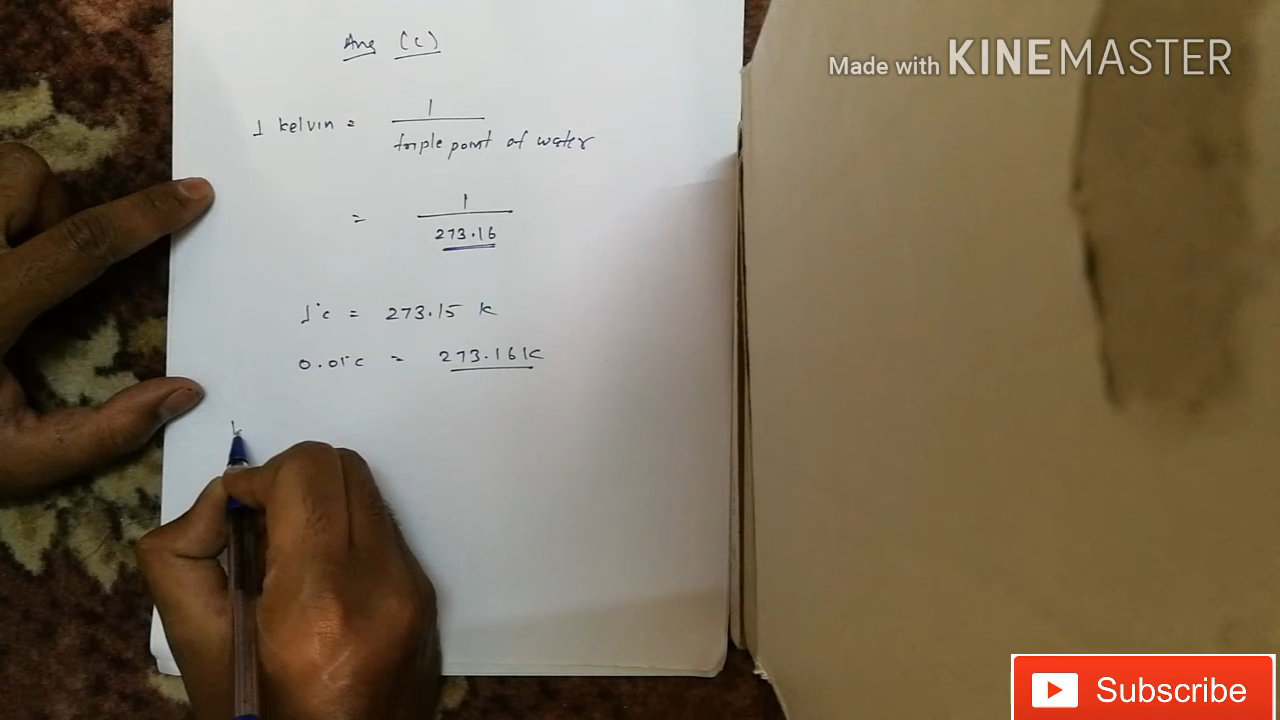 Ans (c)
Made with KINEMASTER
1 kelvin = 1
triple point of water
= 1
273.16
1°c = 273.15 k
0.01°c = 273.16 k
k
Subscribe